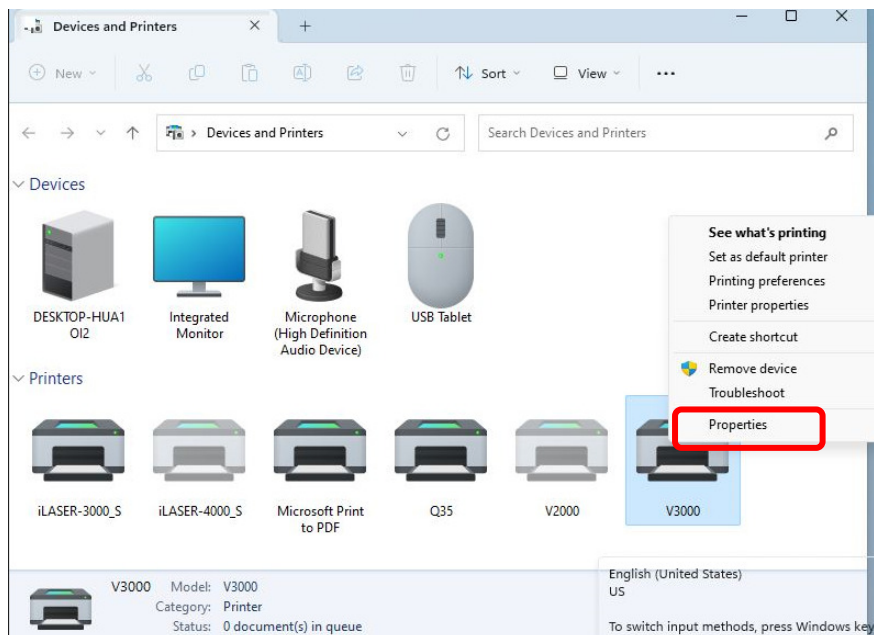 Devices and Printers
New
Sort
View
Devices and Printers
Search Devices and Printers
Devices
DESKTOP-HUA1
OI2
Integrated
Monitor
Microphone
(High Definition
Audio Device)
USB Tablet
See what's printing
Set as default printer
Printing preferences
Printer properties
Create shortcut
Remove device
Troubleshoot
Properties
Printers
iLASER-3000_S
iLASER-4000_S
Microsoft Print
to PDF
Q35
V2000
V3000
V3000 Model: V3000
Category: Printer
Status: 0 document(s) in queue
English (United States)
US
To switch input methods, press Windows key